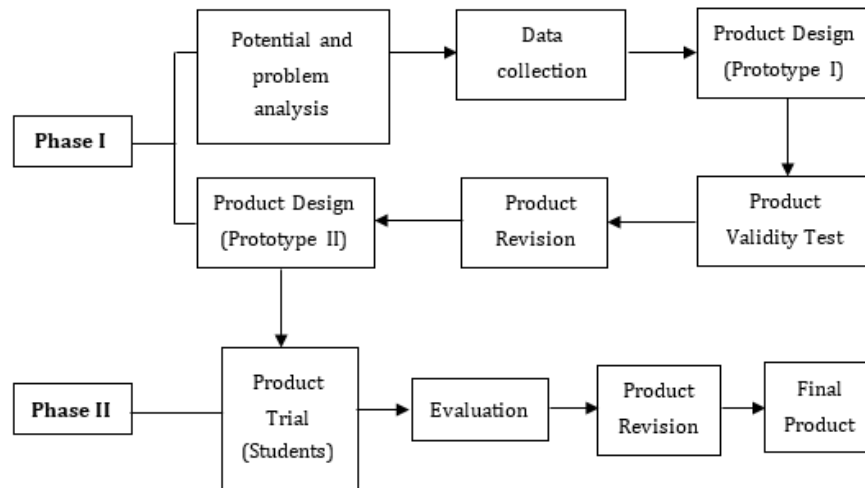 Potential and
problem
analysis
Data
collection
Product Design
(Prototype I)
Phase I
Product Design
(Prototype II)
Product
Revision
Product
Validity Test
Phase II
Product
Trial
(Students)
Evaluation
Product
Revision
Final
Product